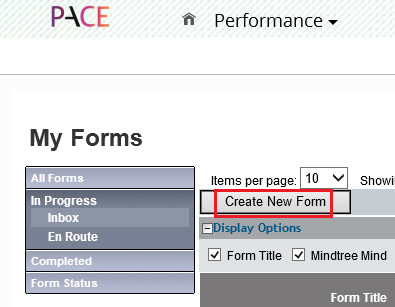 PACE
Performance
My Forms
All Forms
Items per page: 10 Showi
In Progress
Create New Form
Inbox
Display Options
En Route
Form Title Mindtree Mind
Completed
Form Status
Form Title